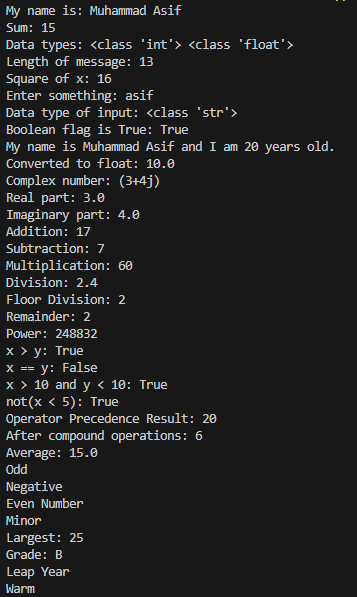 My name is: Muhammad Asif
Sum: 15
Data types: <class 'int'> <class 'float'>
Length of message: 13
Square of x: 16
Enter something: asif
Data type of input: <class 'str'>
Boolean flag is True: True
My name is Muhammad Asif and I am 20 years old.
Converted to float: 10.0
Complex number: (3+4j)
Real part: 3.0
Imaginary part: 4.0
Addition: 17
Subtraction: 7
Multiplication: 60
Division: 2.4
Floor Division: 2
Remainder: 2
Power: 248832
x > y: True
x == y: False
x > 10 and y < 10: True
not(x < 5): True
Operator Precedence Result: 20
After compound operations: 6
Average: 15.0
Odd
Negative
Even Number
Minor
Largest: 25
Grade: B
Leap Year
Warm